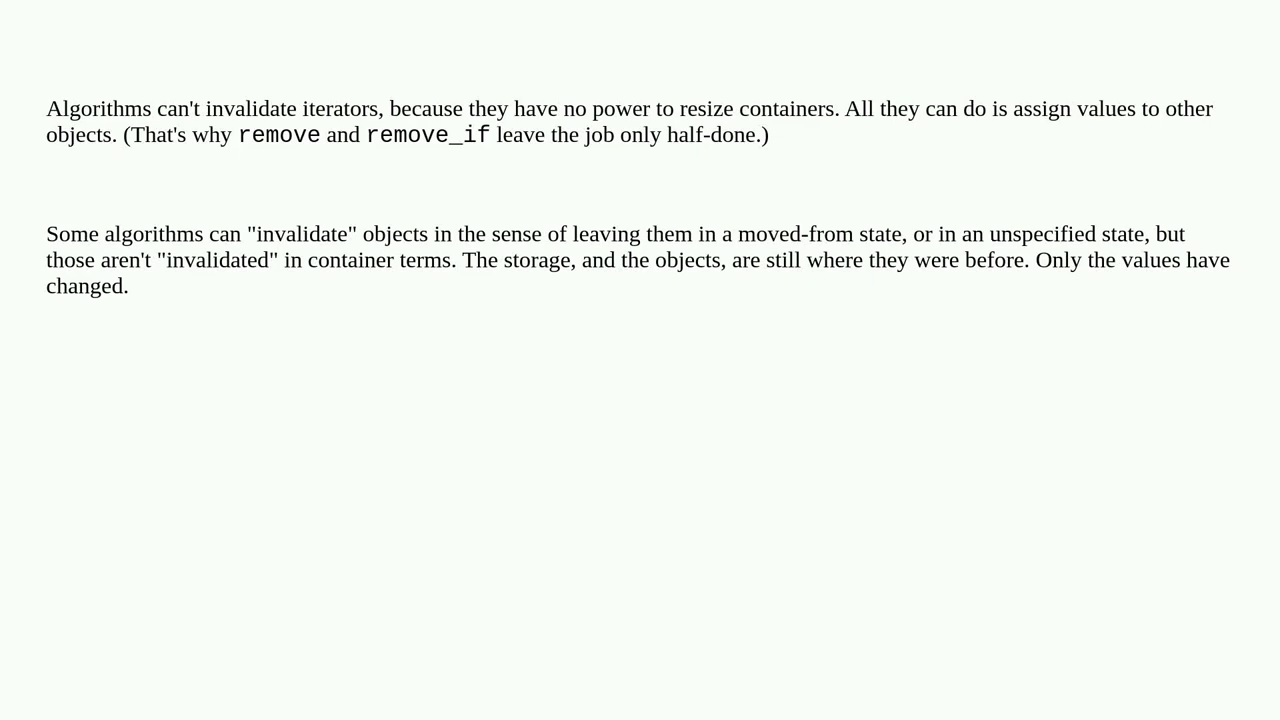 Algorithms can't invalidate iterators, because they have no power to resize containers. All they can do is assign values to other
objects. (That's why remove and remove_if leave the job only half-done.)
Some algorithms can "invalidate" objects in the sense of leaving them in a moved-from state, or in an unspecified state, but
those aren't "invalidated" in container terms. The storage, and the objects, are still where they were before. Only the values have
changed.